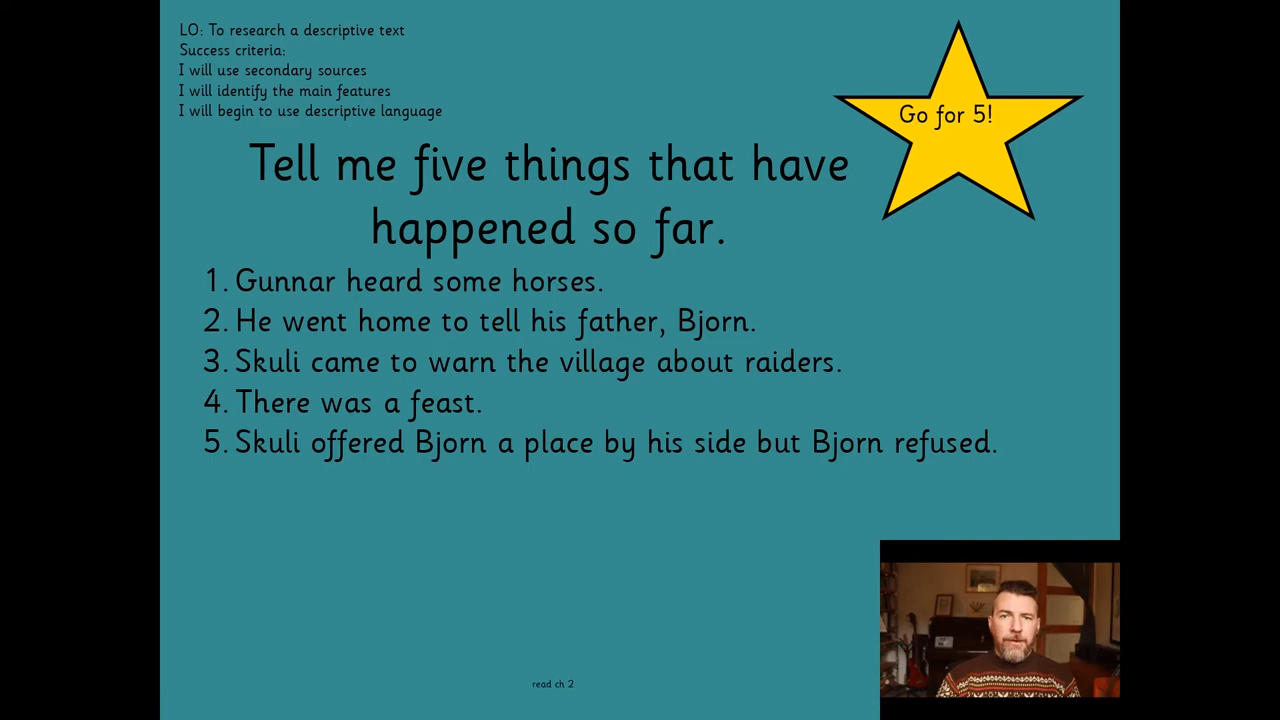 LO: To research a descriptive text
Success criteria:
I will use secondary sources
I will identify the main features
I will begin to use descriptive language
Go for 5!
Tell me five things that have
happened so far.
1. Gunnar heard some horses.
2. He went home to tell his father, Bjorn.
3. Skuli came to warn the village about raiders.
4. There was a feast.
5. Skuli offered Bjorn a place by his side but Bjorn refused.
read ch 2